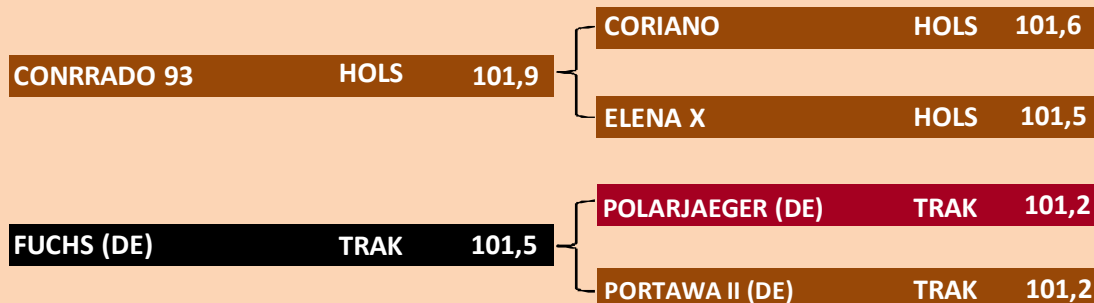 CORIANO HOLS 101,6
CONRRADO 93 HOLS 101,9
ELENA X HOLS 101,5
POLARJAEGER (DE) TRAK 101,2
FUCHS (DE) TRAK 101,5
PORTAWA II (DE) TRAK 101,2